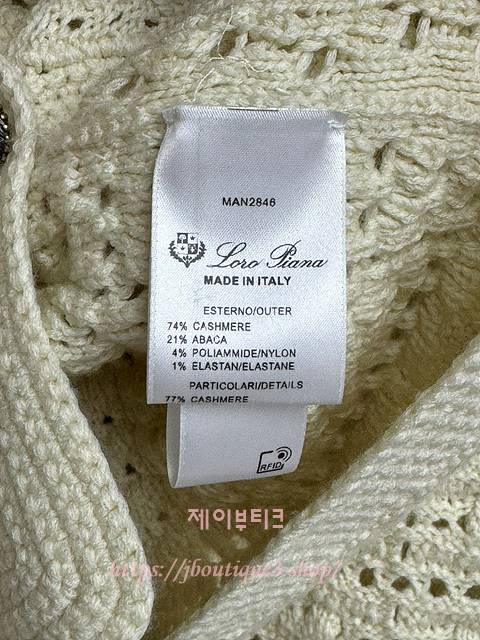 MAN2846
Loro Piana
MADE IN ITALY
ESTERNO/OUTER
74% CASHMERE
21% ABACA
4% POLIAMMIDE/NYLON
1% ELASTAN/ELASTANE
PARTICOLARI/DETAILS
77% CASHMERE
RFID
제이부티크
https://jboutique3.shop/